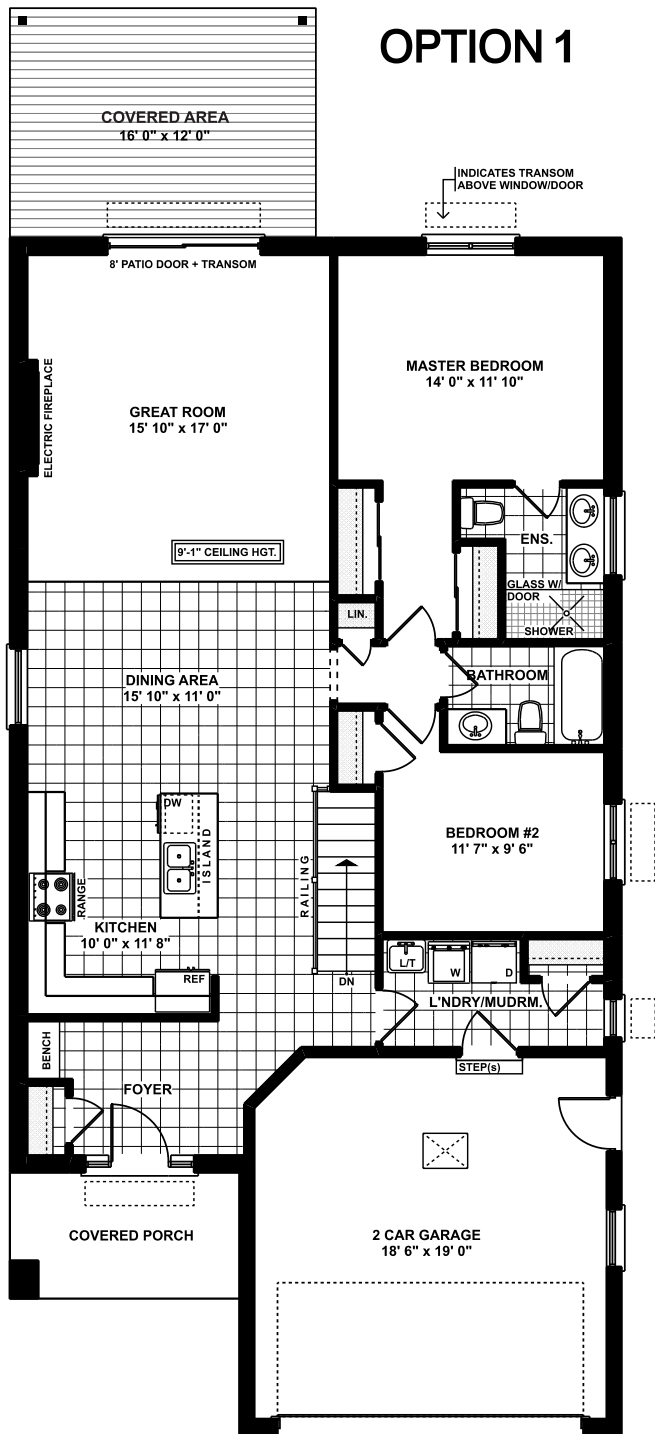 OPTION 1
COVERED AREA
16' 0" x 12' 0"
INDICATES TRANSOM
ABOVE WINDOW/DOOR
8' PATIO DOOR + TRANSOM
MASTER BEDROOM
14' 0" x 11' 10"
ELECTRIC FIREPLACE
GREAT ROOM
15' 10" x 17' 0"
9'-1" CEILING HGT.
ENS.
GLASS W/
DOOR
SHOWER
LIN.
BATHROOM
DINING AREA
15' 10" x 11' 0"
DW
ISLAND
RAILING
BEDROOM #2
11' 7" x 9' 6"
RANGE
KITCHEN
10' 0" x 11' 8"
REF
DN
L/T
W
D
L'NDRY/MUDRM.
BENCH
FOYER
STEP(s)
COVERED PORCH
2 CAR GARAGE
18' 6" x 19' 0"